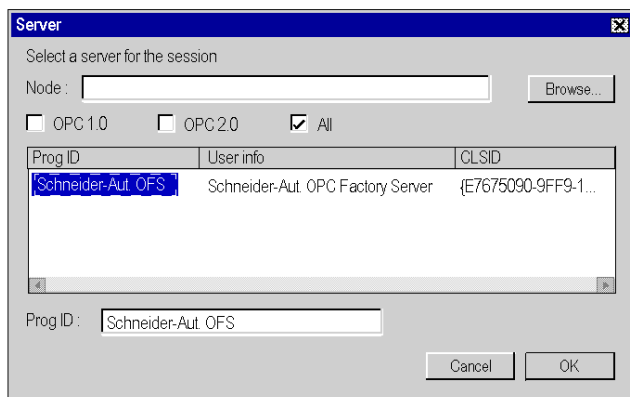 Server
Select a server for the session
Node :
Browse...
OPC 1.0 OPC 2.0 All
Prog ID User info CLSID
Schneider-Aut. OFS Schneider-Aut. OPC Factory Server {E7675090-9FF9-1...
Prog ID : Schneider-Aut. OFS
Cancel OK